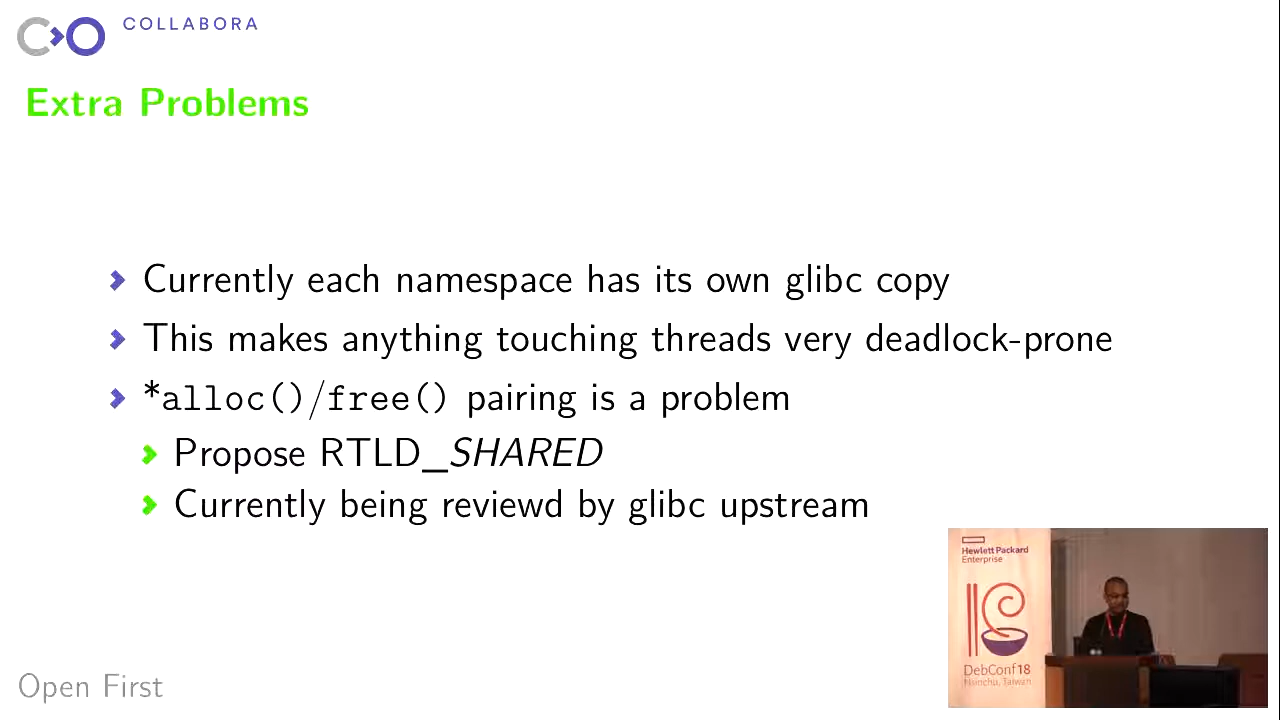 COLLABORA
Extra Problems
Currently each namespace has its own glibc copy
This makes anything touching threads very deadlock-prone
*alloc()/free() pairing is a problem
Propose RTLD_SHARED
Currently being reviewd by glibc upstream
Hewlett Packard
Enterprise
DebConf18
Hsinchu, Taiwan
Open First